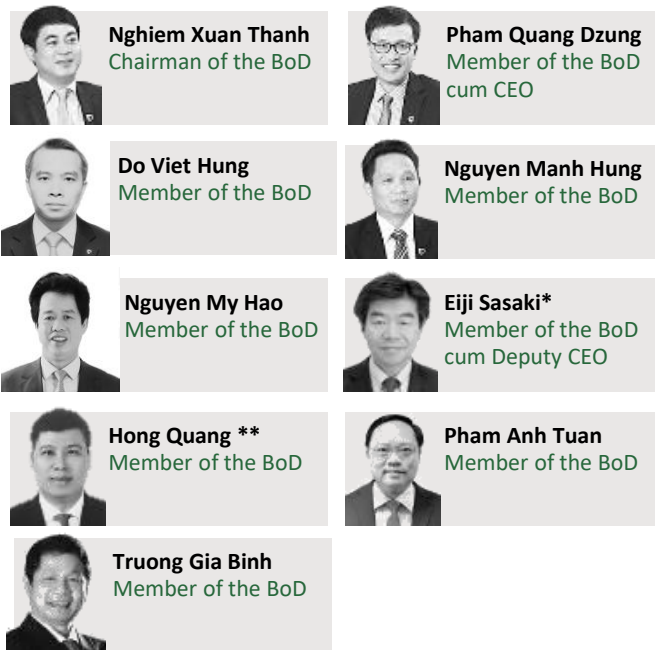 Nghiem Xuan Thanh
Chairman of the BoD
Pham Quang Dzung
Member of the BoD
cum CEO
Do Viet Hung
Member of the BoD
Nguyen Manh Hung
Member of the BoD
Nguyen My Hao
Member of the BoD
Eiji Sasaki*
Member of the BoD
cum Deputy CEO
Hong Quang **
Member of the BoD
Pham Anh Tuan
Member of the BoD
Truong Gia Binh
Member of the BoD